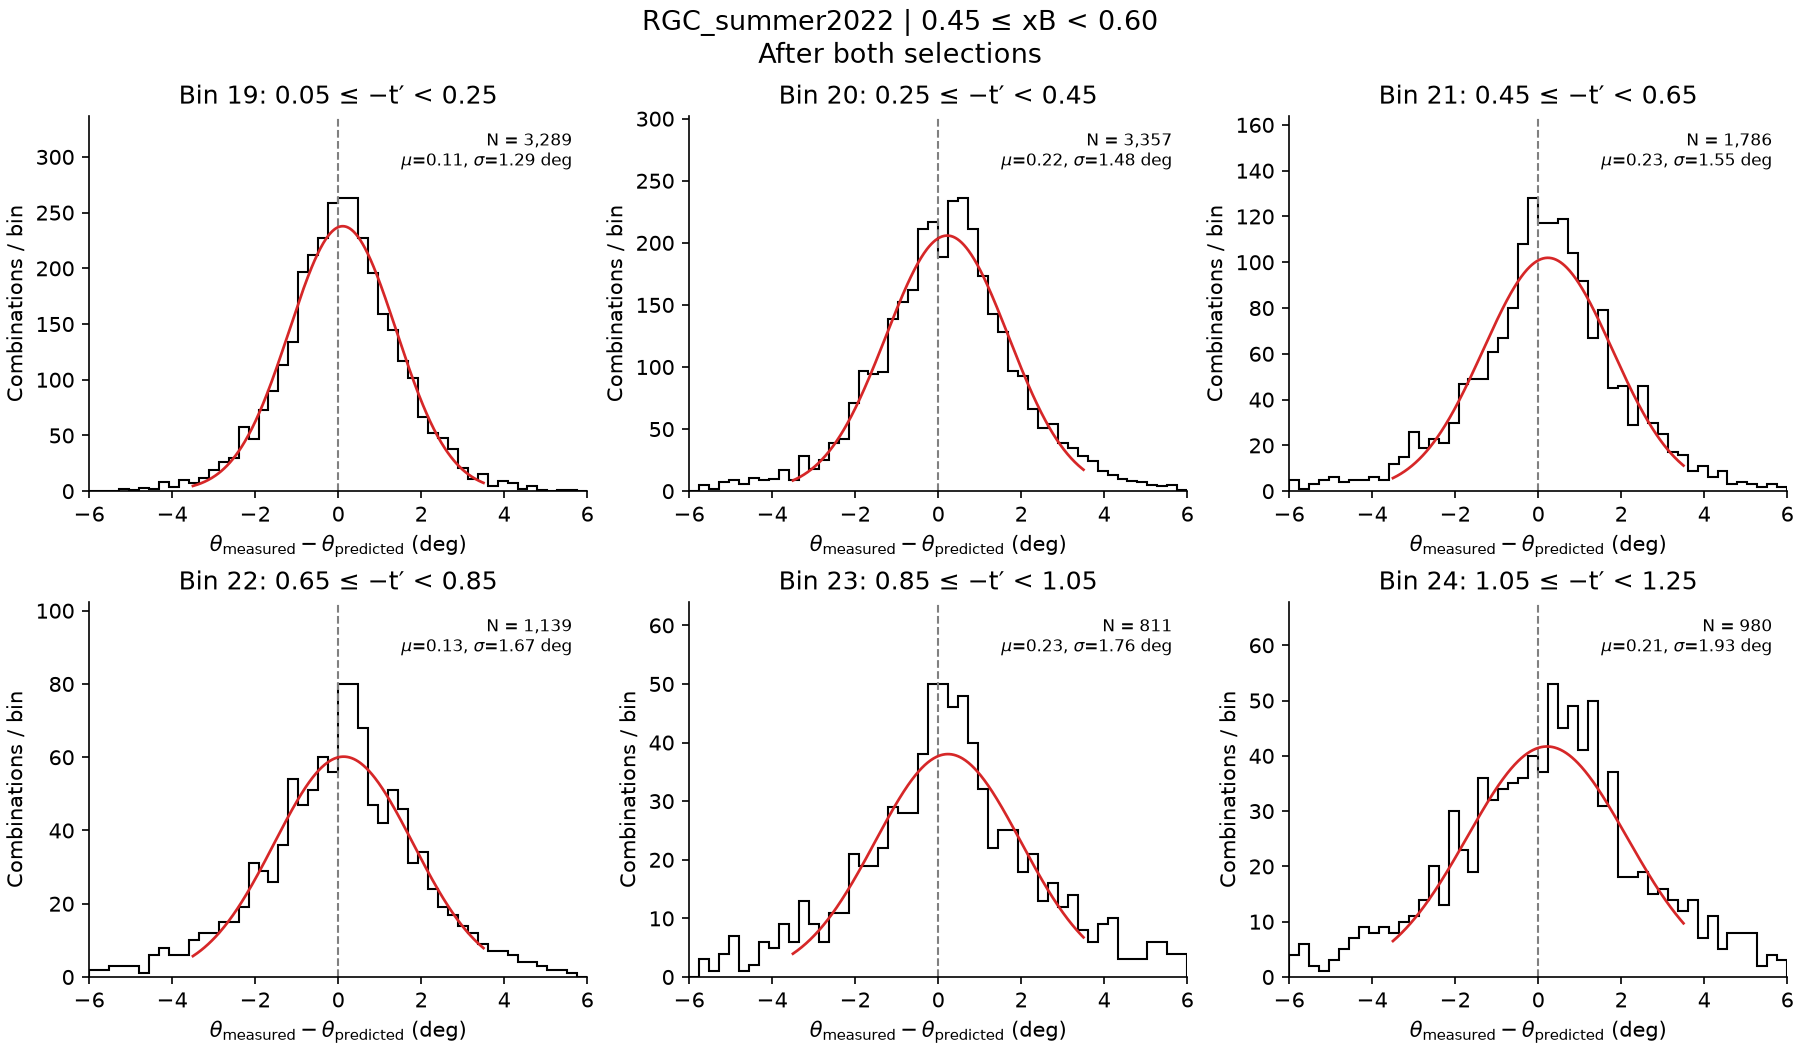 RGC_summer2022 | 0.45 ≤ xB < 0.60
After both selections
Bin 19: 0.05 ≤ −t′ < 0.25
N = 3,289
μ=0.11, σ=1.29 deg
Combinations / bin
300
250
200
150
100
50
0
−6 −4 −2 0 2 4 6
θmeasured − θpredicted (deg)
Bin 20: 0.25 ≤ −t′ < 0.45
N = 3,357
μ=0.22, σ=1.48 deg
Combinations / bin
300
250
200
150
100
50
0
−6 −4 −2 0 2 4 6
θmeasured − θpredicted (deg)
Bin 21: 0.45 ≤ −t′ < 0.65
N = 1,786
μ=0.23, σ=1.55 deg
Combinations / bin
160
140
120
100
80
60
40
20
0
−6 −4 −2 0 2 4 6
θmeasured − θpredicted (deg)
Bin 22: 0.65 ≤ −t′ < 0.85
N = 1,139
μ=0.13, σ=1.67 deg
Combinations / bin
100
80
60
40
20
0
−6 −4 −2 0 2 4 6
θmeasured − θpredicted (deg)
Bin 23: 0.85 ≤ −t′ < 1.05
N = 811
μ=0.23, σ=1.76 deg
Combinations / bin
60
50
40
30
20
10
0
−6 −4 −2 0 2 4 6
θmeasured − θpredicted (deg)
Bin 24: 1.05 ≤ −t′ < 1.25
N = 980
μ=0.21, σ=1.93 deg
Combinations / bin
60
50
40
30
20
10
0
−6 −4 −2 0 2 4 6
θmeasured − θpredicted (deg)